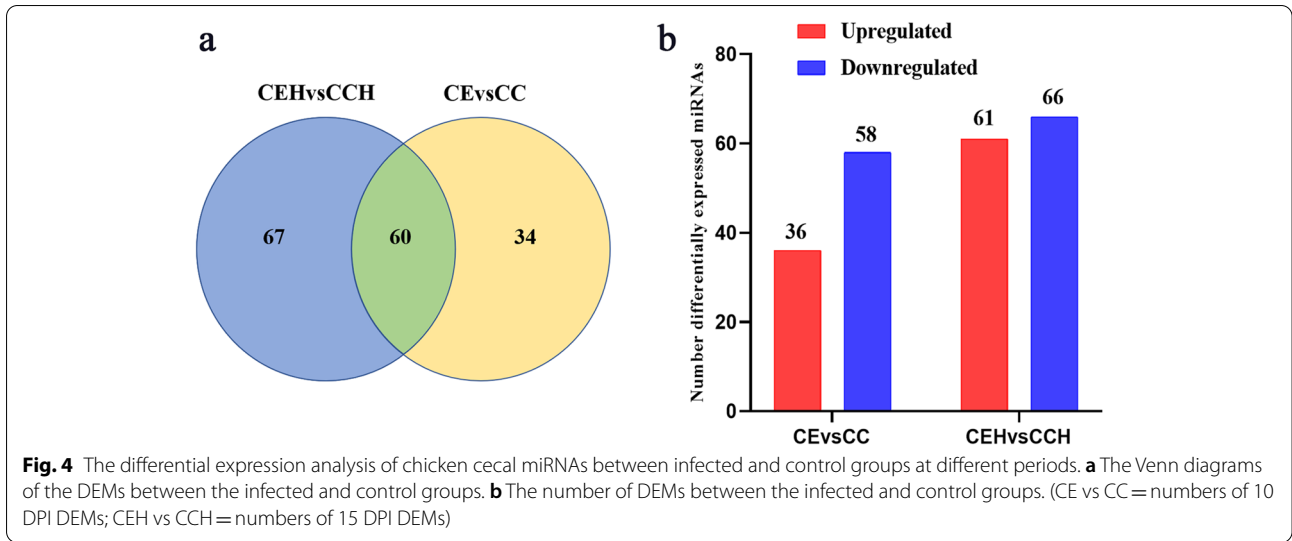 a
CEHvsCCH
CEvsCC
67
60
34
b
Upregulated
Downregulated
Number differentially expressed miRNAs
80
60
40
20
0
36
58
61
66
CEvsCC
CEHvsCCH
Fig. 4 The differential expression analysis of chicken cecal miRNAs between infected and control groups at different periods. a The Venn diagrams
of the DEMs between the infected and control groups. b The number of DEMs between the infected and control groups. (CE vs CC = numbers of 10
DPI DEMs; CEH vs CCH = numbers of 15 DPI DEMs)